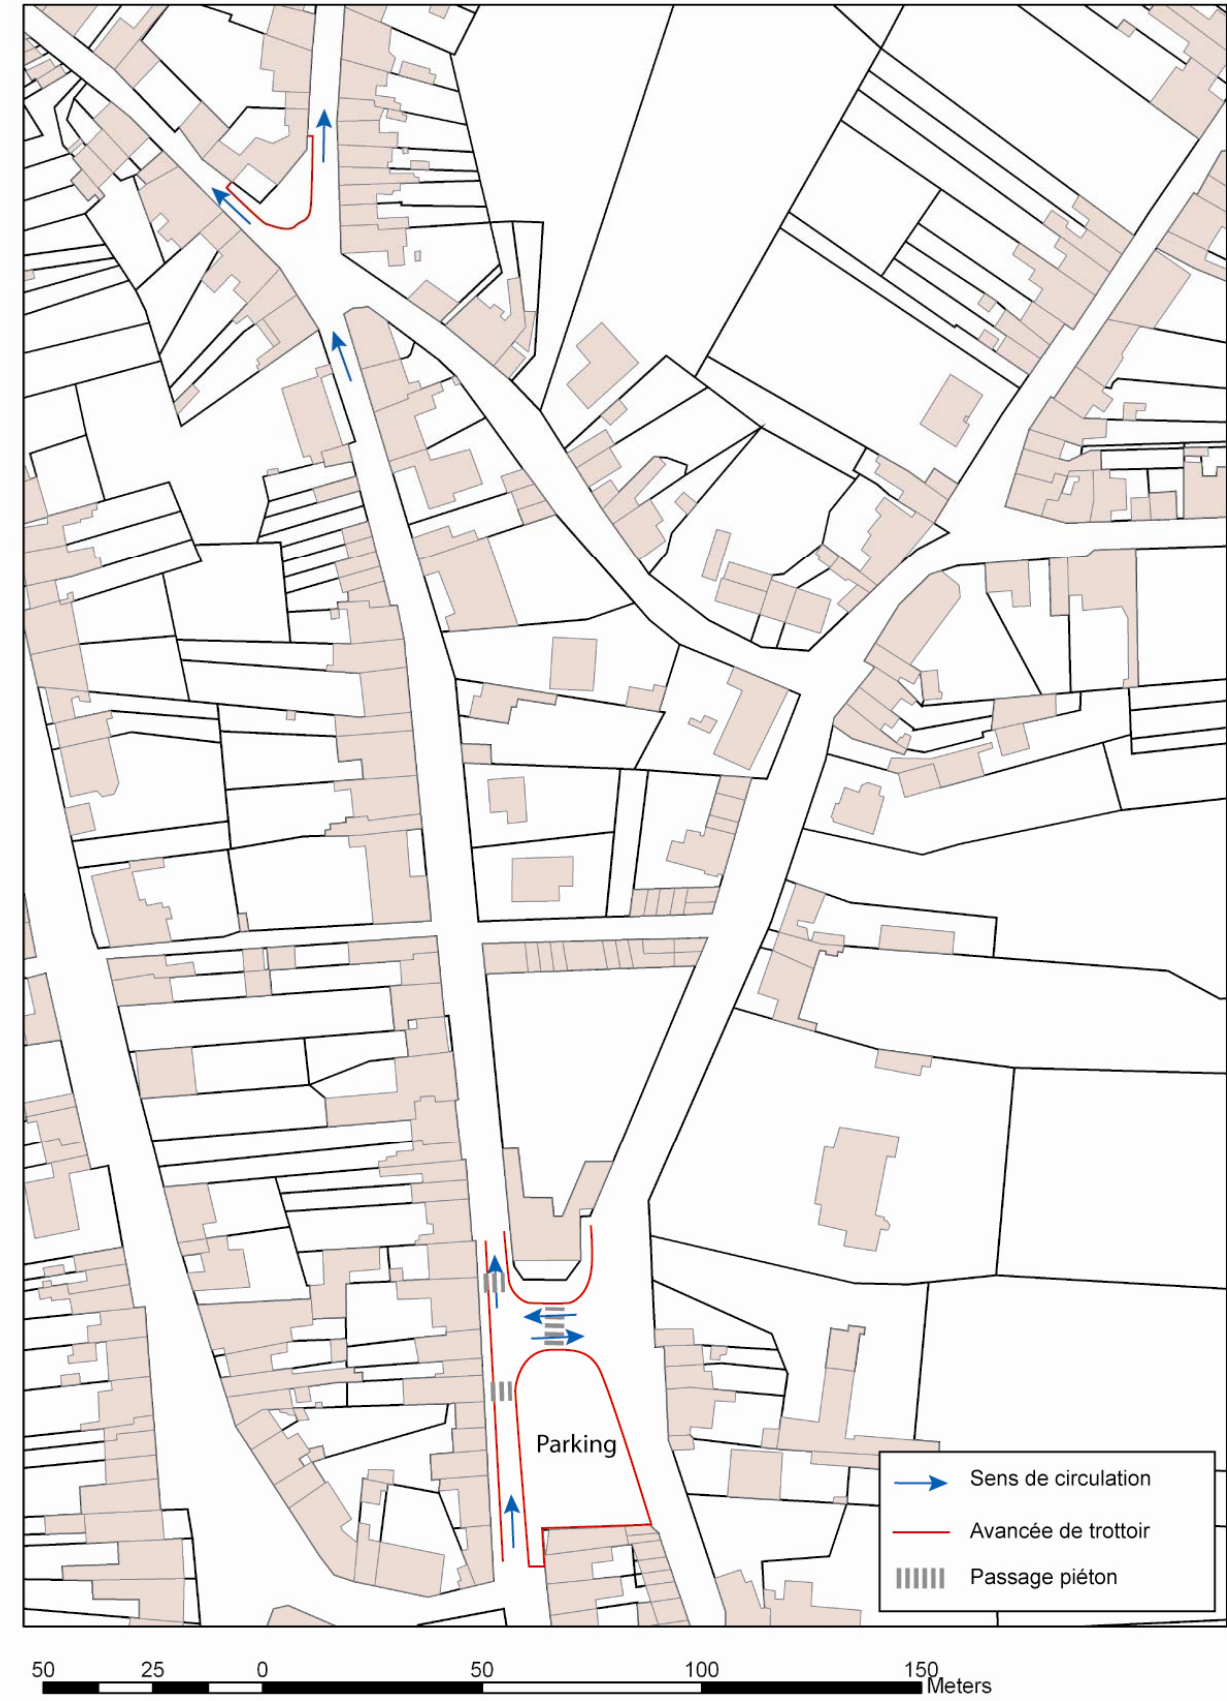 Parking
Sens de circulation
Avancée de trottoir
Passage piéton
50 25 0 50 100 150
Meters